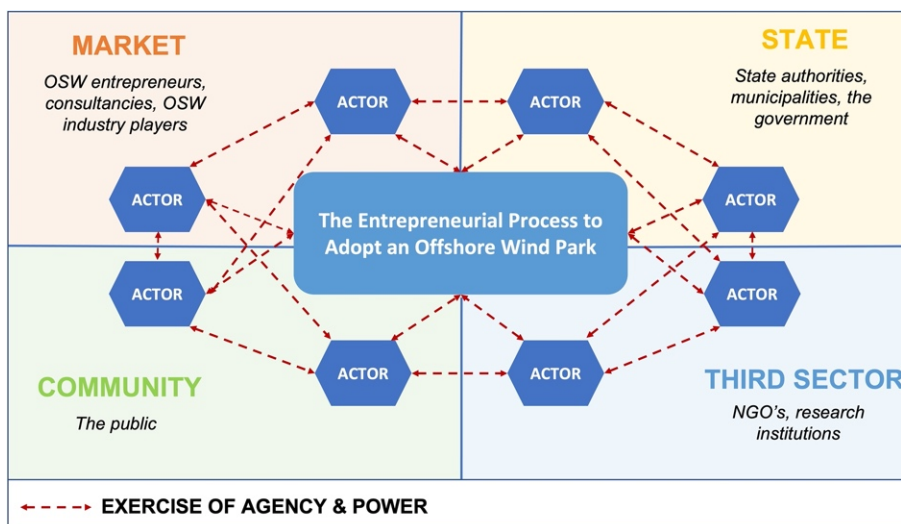 MARKET
OSW entrepreneurs,
consultancies, OSW
industry players
STATE
State authorities,
municipalities, the
government
ACTOR
ACTOR
ACTOR
ACTOR
The Entrepreneurial Process to
Adopt an Offshore Wind Park
ACTOR
ACTOR
ACTOR
ACTOR
COMMUNITY
The public
THIRD SECTOR
NGO's, research
institutions
EXERCISE OF AGENCY & POWER